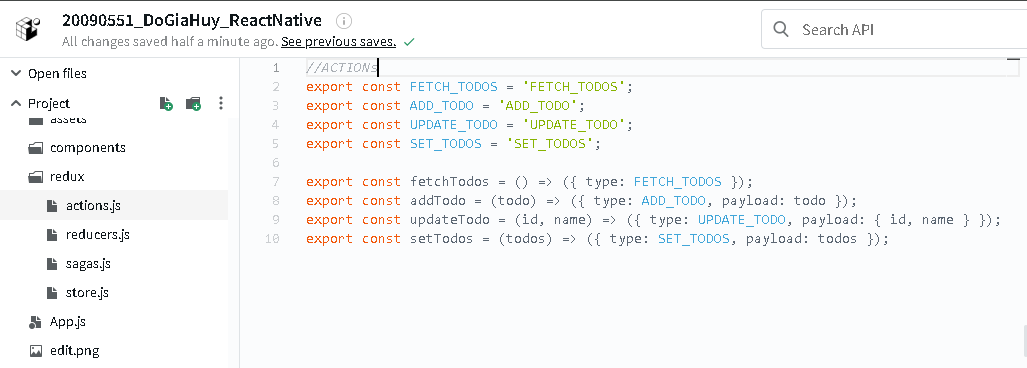 20090551_DoGiaHuy_ReactNative
All changes saved half a minute ago. See previous saves.
Search API
Open files
Project
assets
components
redux
actions.js
reducers.js
sagas.js
store.js
App.js
edit.png
1 //ACTIONs
2 export const FETCH_TODOS = 'FETCH_TODOS';
3 export const ADD_TODO = 'ADD_TODO';
4 export const UPDATE_TODO = 'UPDATE_TODO';
5 export const SET_TODOS = 'SET_TODOS';
6
7 export const fetchTodos = () => ({ type: FETCH_TODOS });
8 export const addTodo = (todo) => ({ type: ADD_TODO, payload: todo });
9 export const updateTodo = (id, name) => ({ type: UPDATE_TODO, payload: { id, name } });
10 export const setTodos = (todos) => ({ type: SET_TODOS, payload: todos });